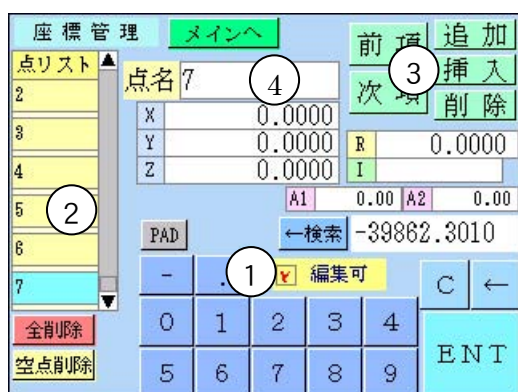 座標管理
メインへ
前項
追加
挿入
次項
削除
点リスト
2
3
4
5
6
7
点名 7
④
③
②
①
X 0.0000
Y 0.0000
Z 0.0000
R 0.0000
I
A1 0.00 A2 0.00
PAD
←検索 -39862.3010
- .
編集可
C ←
0 1 2 3 4
5 6 7 8 9
ENT
全削除
空点削除